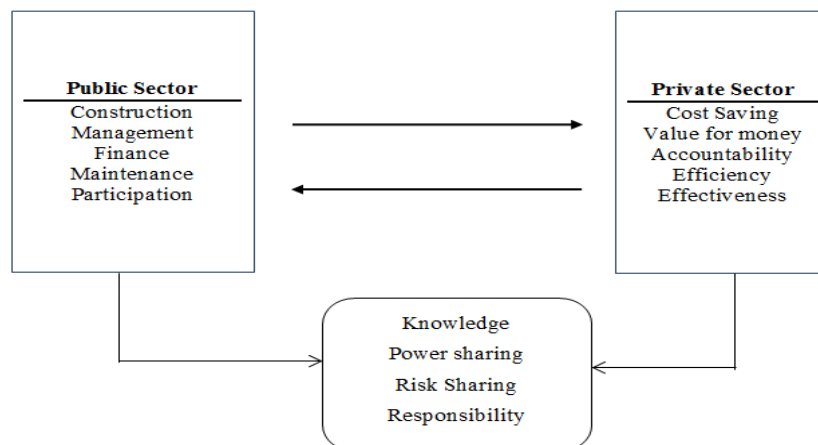 Public Sector
Construction
Management
Finance
Maintenance
Participation
Private Sector
Cost Saving
Value for money
Accountability
Efficiency
Effectiveness
Knowledge
Power sharing
Risk Sharing
Responsibility